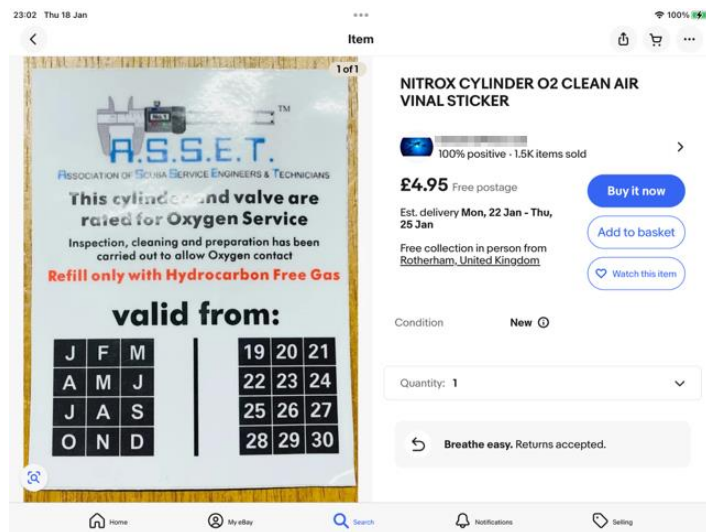 23:02 Thu 18 Jan
100%
Item
1 of 1
No.1
TM
A.S.S.E.T.
ASSOCIATION OF SCUBA SERVICE ENGINEERS & TECHNICIANS
This cylinder and valve are
rated for Oxygen Service
Inspection, cleaning and preparation has been
carried out to allow Oxygen contact
Refill only with Hydrocarbon Free Gas
valid from:
J F M 19 20 21
A M J 22 23 24
J A S 25 26 27
O N D 28 29 30
NITROX CYLINDER O2 CLEAN AIR
VINAL STICKER
100% positive · 1.5K items sold
£4.95 Free postage
Buy it now
Est. delivery Mon, 22 Jan - Thu,
25 Jan
Add to basket
Free collection in person from
Rotherham, United Kingdom
Watch this item
Condition New
Quantity: 1
Breathe easy. Returns accepted.
Home My eBay Search Notifications Selling